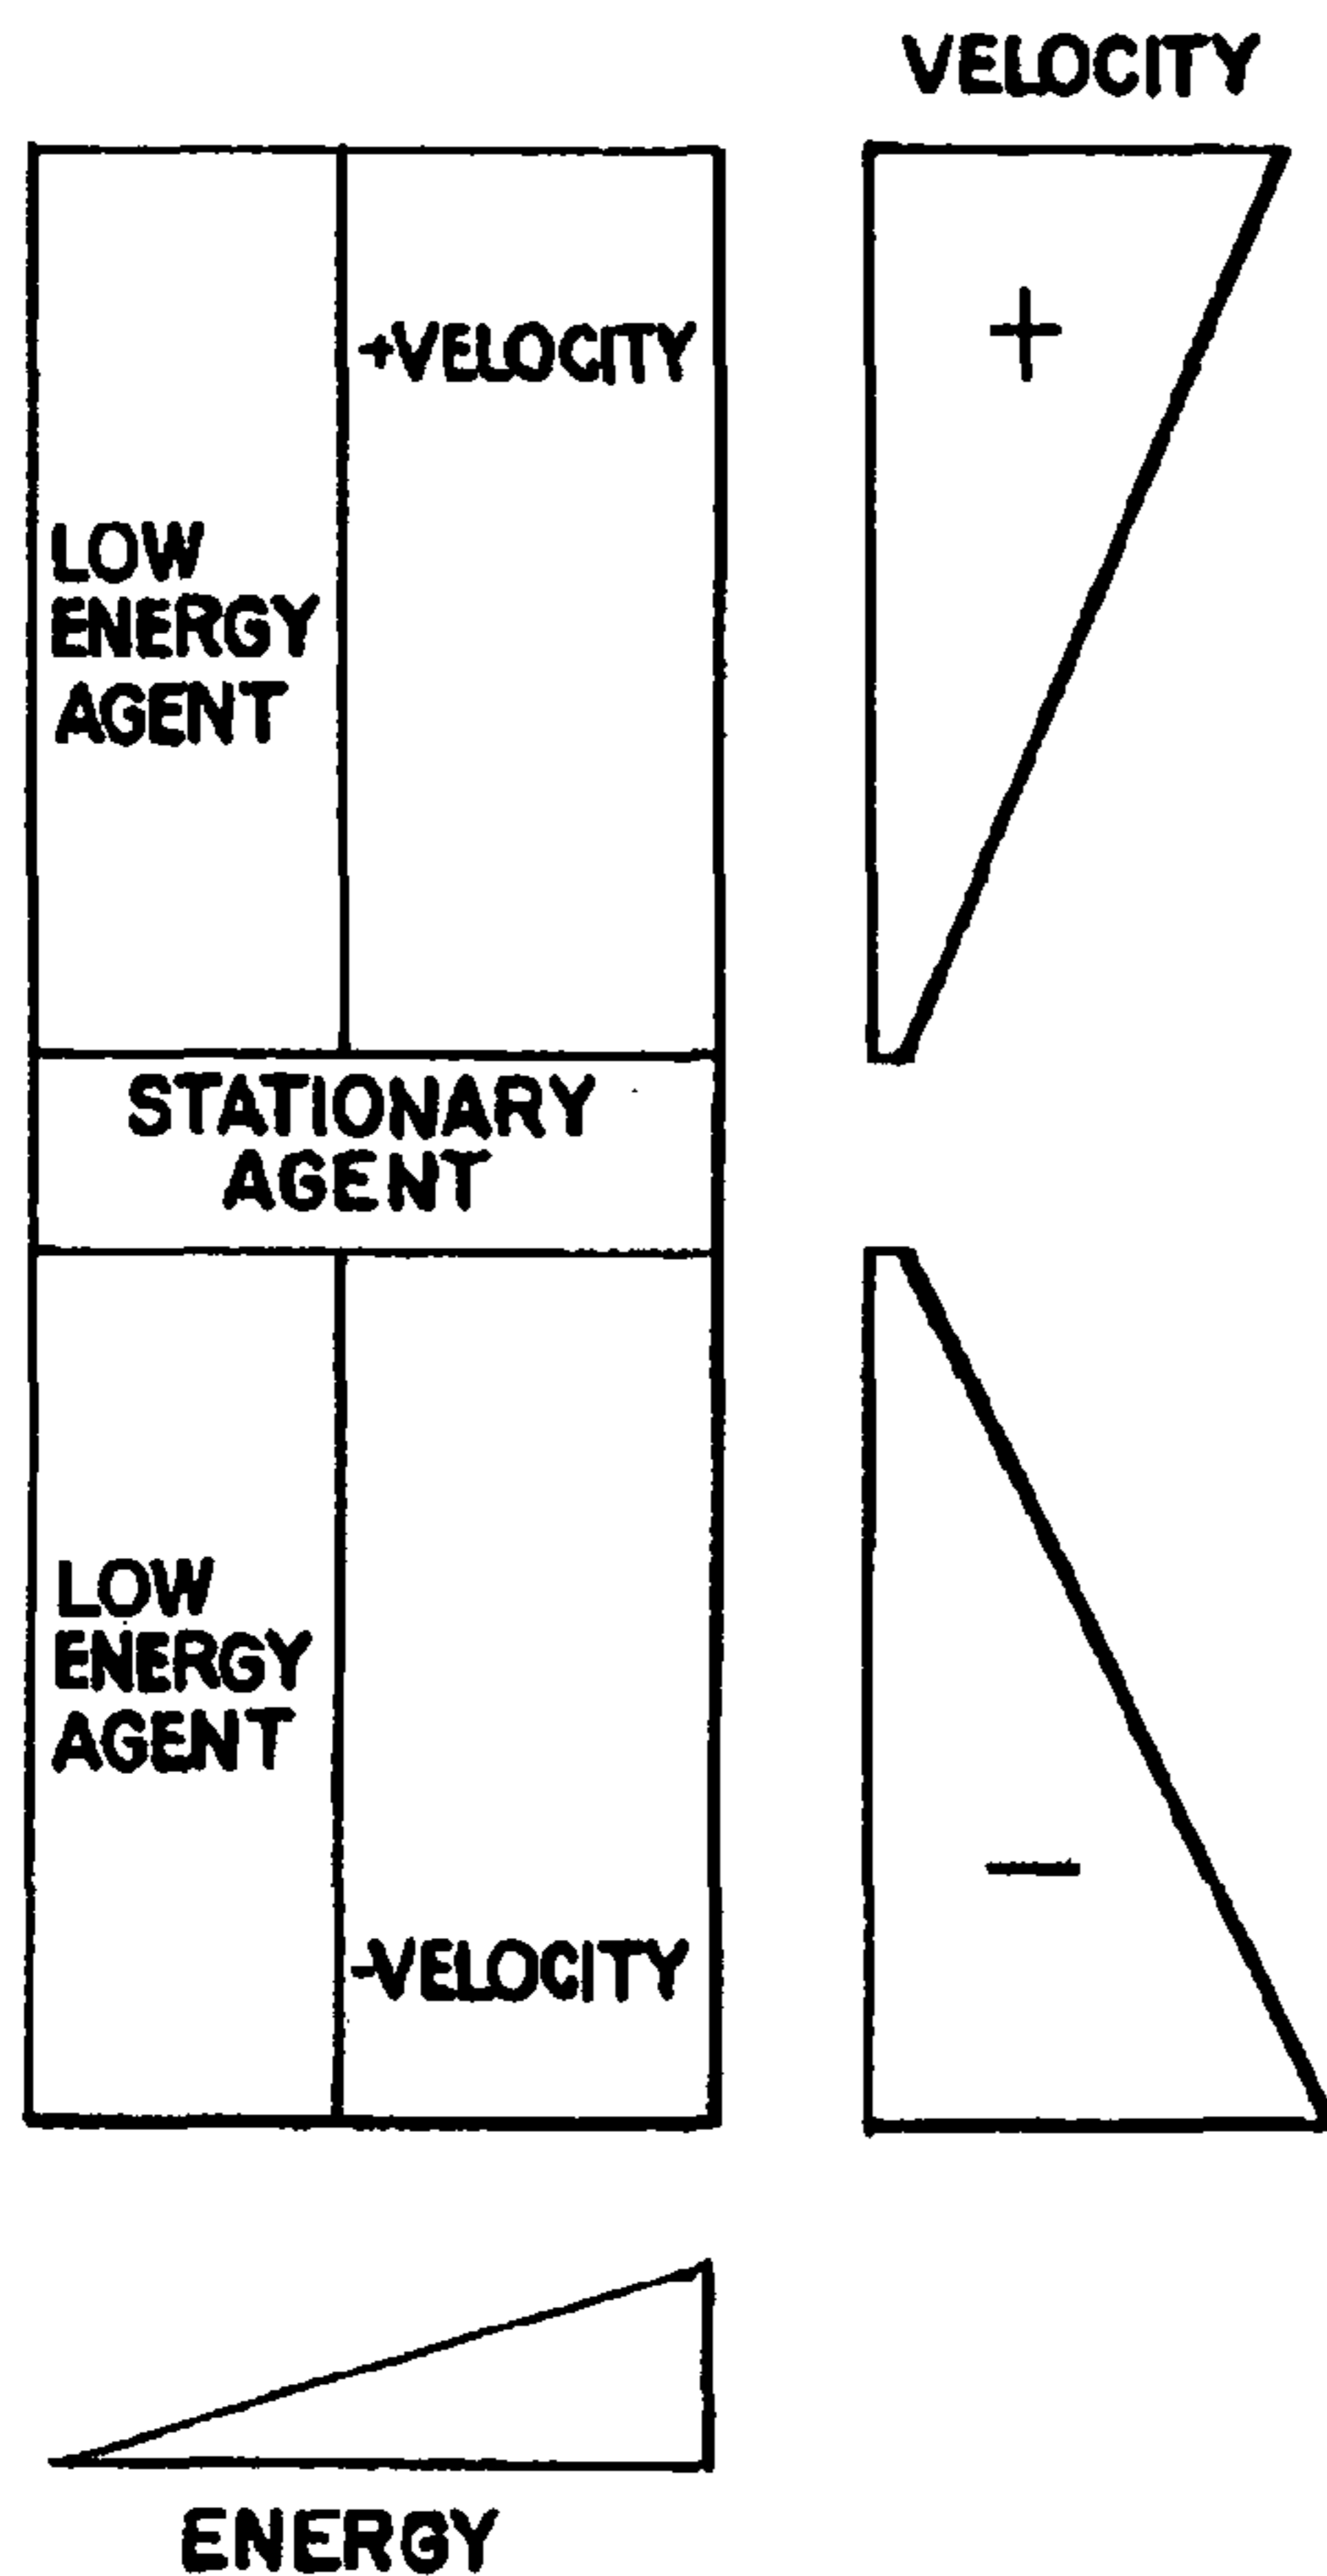 VELOCITY
+VELOCITY
+
LOW
ENERGY
AGENT
STATIONARY
AGENT
LOW
ENERGY
AGENT
-VELOCITY
-
ENERGY